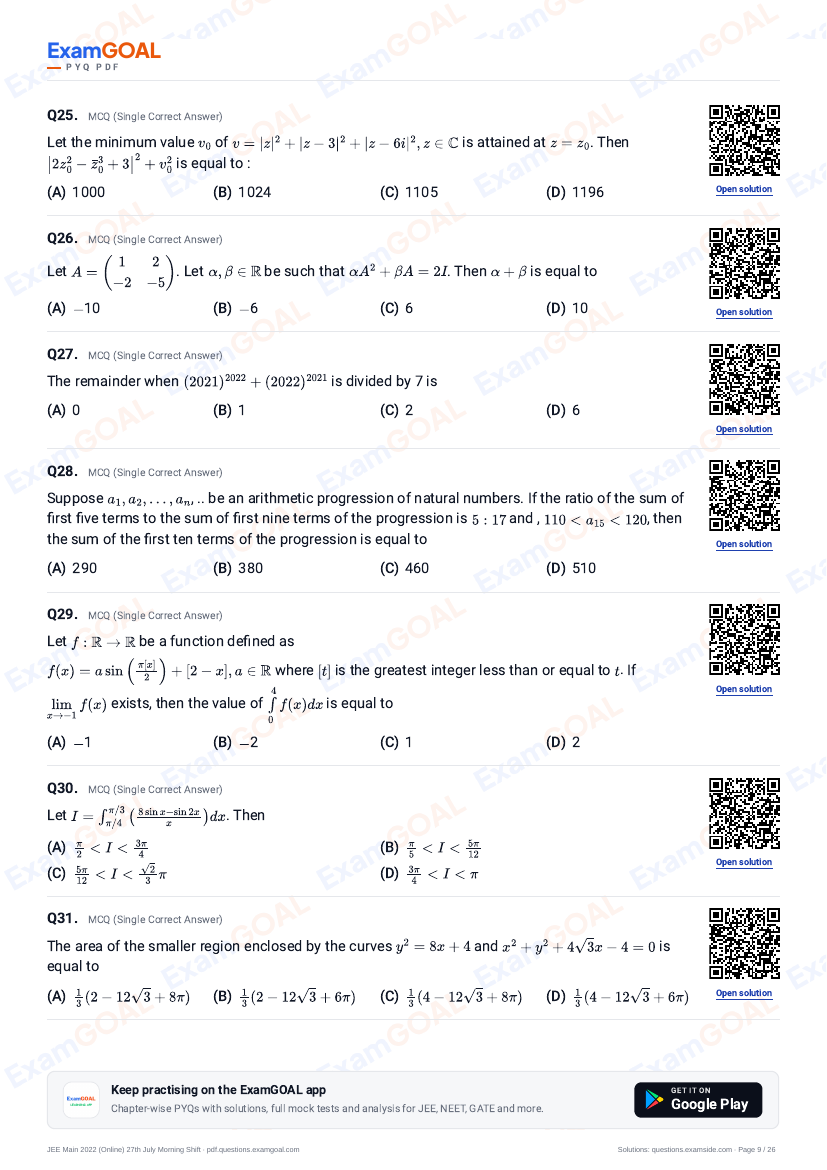 ExamGOAL
PYQ PDF
Q25. MCQ (Single Correct Answer)
Let the minimum value v₀ of v = |z|² + |z − 3|² + |z − 6i|², z ∈ ℂ is attained at z = z₀. Then
|2z₀² − z̄₀³ + 3|² + v₀² is equal to :
(A) 1000 (B) 1024 (C) 1105 (D) 1196
Open solution
Q26. MCQ (Single Correct Answer)
Let A = (1 2; −2 −5). Let α, β ∈ ℝ be such that αA² + βA = 2I. Then α + β is equal to
(A) −10 (B) −6 (C) 6 (D) 10
Open solution
Q27. MCQ (Single Correct Answer)
The remainder when (2021)²⁰²² + (2022)²⁰²¹ is divided by 7 is
(A) 0 (B) 1 (C) 2 (D) 6
Open solution
Q28. MCQ (Single Correct Answer)
Suppose a₁, a₂, …, aₙ, .. be an arithmetic progression of natural numbers. If the ratio of the sum of
first five terms to the sum of first nine terms of the progression is 5 : 17 and , 110 < a₁₅ < 120, then
the sum of the first ten terms of the progression is equal to
(A) 290 (B) 380 (C) 460 (D) 510
Open solution
Q29. MCQ (Single Correct Answer)
Let f : ℝ → ℝ be a function defined as
f(x) = a sin (π[x]/2) + [2 − x], a ∈ ℝ where [t] is the greatest integer less than or equal to t. If
lim x→−1 f(x) exists, then the value of ∫₀⁴ f(x)dx is equal to
(A) −1 (B) −2 (C) 1 (D) 2
Open solution
Q30. MCQ (Single Correct Answer)
Let I = ∫_{π/4}^{π/3} ((8 sin x − sin 2x)/x) dx. Then
(A) π/2 < I < 3π/4 (B) π/5 < I < 5π/12
(C) 5π/12 < I < √2/3 π (D) 3π/4 < I < π
Open solution
Q31. MCQ (Single Correct Answer)
The area of the smaller region enclosed by the curves y² = 8x + 4 and x² + y² + 4√3x − 4 = 0 is
equal to
(A) 1/3(2 − 12√3 + 8π) (B) 1/3(2 − 12√3 + 6π) (C) 1/3(4 − 12√3 + 8π) (D) 1/3(4 − 12√3 + 6π)
Open solution
Keep practising on the ExamGOAL app
Chapter-wise PYQs with solutions, full mock tests and analysis for JEE, NEET, GATE and more.
ExamGOAL
GET IT ON
Google Play
JEE Main 2022 (Online) 27th July Morning Shift · pdf.questions.examgoal.com Solutions: questions.examside.com · Page 9 / 26